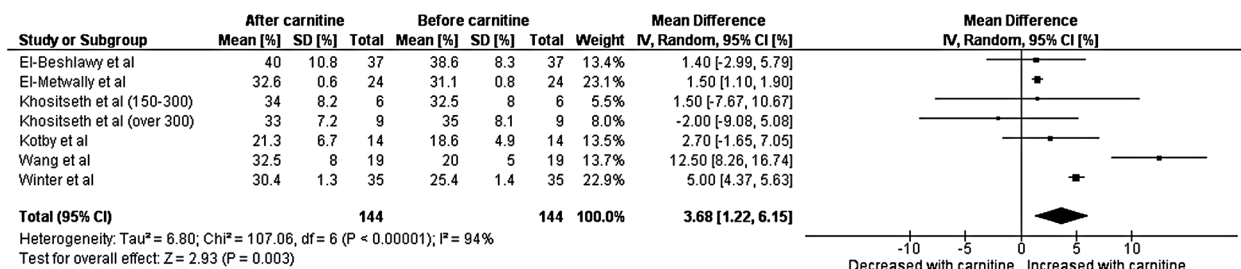 After carnitine Before carnitine Mean Difference Mean Difference
Study or Subgroup Mean [%] SD [%] Total Mean [%] SD [%] Total Weight IV, Random, 95% CI [%] IV, Random, 95% CI [%]
El-Beshlawy et al 40 10.8 37 38.6 8.3 37 13.4% 1.40 [-2.99, 5.79]
El-Metwally et al 32.6 0.6 24 31.1 0.8 24 23.1% 1.50 [1.10, 1.90]
Khositseth et al (150-300) 34 8.2 6 32.5 8 6 5.5% 1.50 [-7.67, 10.67]
Khositseth et al (over 300) 33 7.2 9 35 8.1 9 8.0% -2.00 [-9.08, 5.08]
Kotby et al 21.3 6.7 14 18.6 4.9 14 13.5% 2.70 [-1.65, 7.05]
Wang et al 32.5 8 19 20 5 19 13.7% 12.50 [8.26, 16.74]
Winter et al 30.4 1.3 35 25.4 1.4 35 22.9% 5.00 [4.37, 5.63]
Total (95% CI) 144 144 100.0% 3.68 [1.22, 6.15]
Heterogeneity: Tau² = 6.80; Chi² = 107.06, df = 6 (P < 0.00001); I² = 94%
Test for overall effect: Z = 2.93 (P = 0.003)
-10 -5 0 5 10
Decreased with carnitine Increased with carnitine